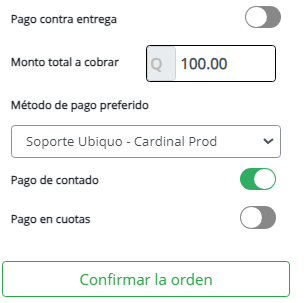 Pago contra entrega
Monto total a cobrar Q 100.00
Método de pago preferido
Soporte Ubiquo - Cardinal Prod
Pago de contado
Pago en cuotas
Confirmar la orden